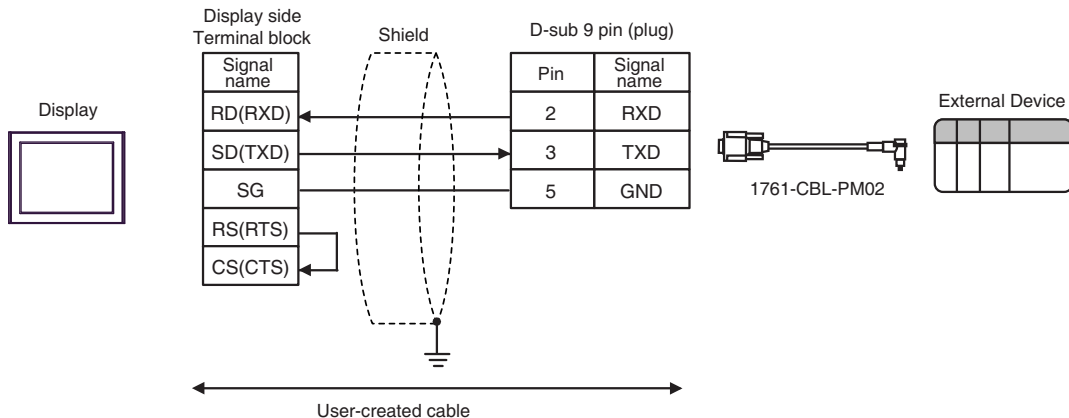 Display side
Terminal block
Shield
D-sub 9 pin (plug)
Signal
name
Pin
Signal
name
Display
RD(RXD)
2
RXD
External Device
SD(TXD)
3
TXD
SG
5
GND
1761-CBL-PM02
RS(RTS)
CS(CTS)
User-created cable